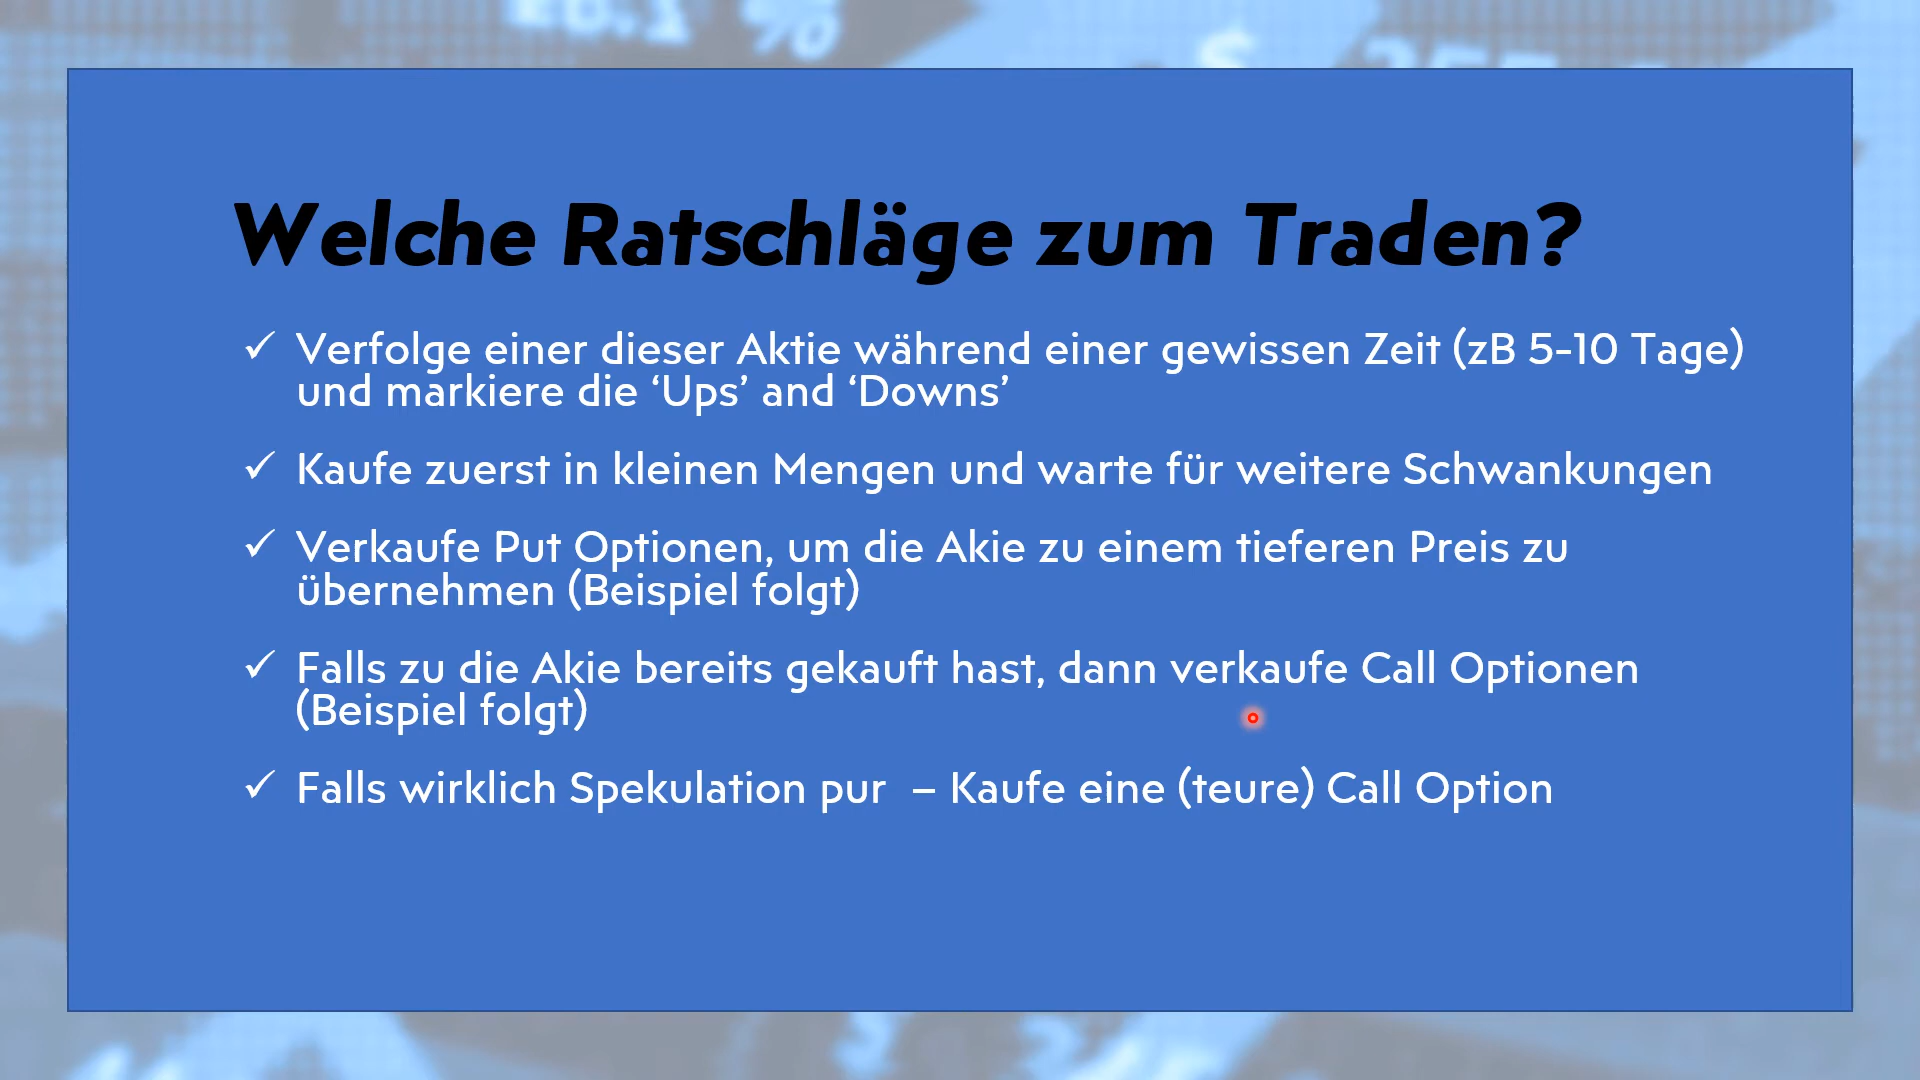 Welche Ratschläge zum Traden?
✓ Verfolge einer dieser Aktie während einer gewissen Zeit (zB 5-10 Tage)
und markiere die ‘Ups’ and ‘Downs’
✓ Kaufe zuerst in kleinen Mengen und warte für weitere Schwankungen
✓ Verkaufe Put Optionen, um die Akie zu einem tieferen Preis zu
übernehmen (Beispiel folgt)
✓ Falls zu die Akie bereits gekauft hast, dann verkaufe Call Optionen
(Beispiel folgt)
✓ Falls wirklich Spekulation pur – Kaufe eine (teure) Call Option